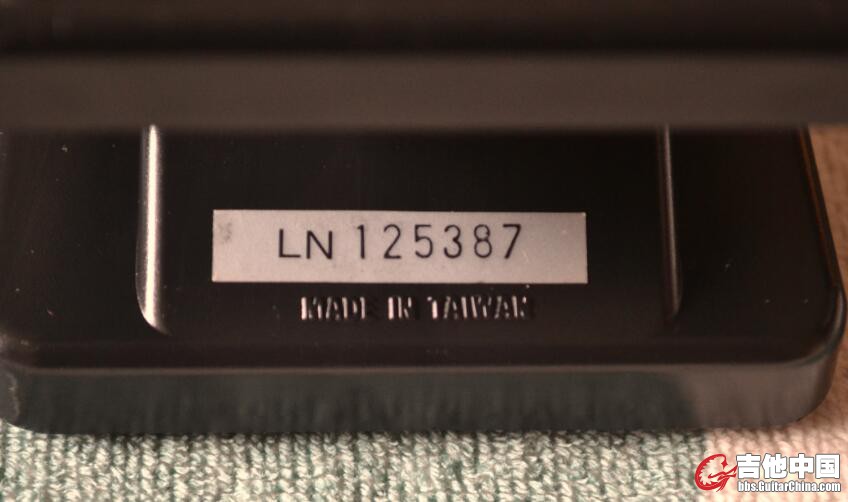 LN 125387
MADE IN TAIWAN
吉他中国
bbs.GuitarChina.com